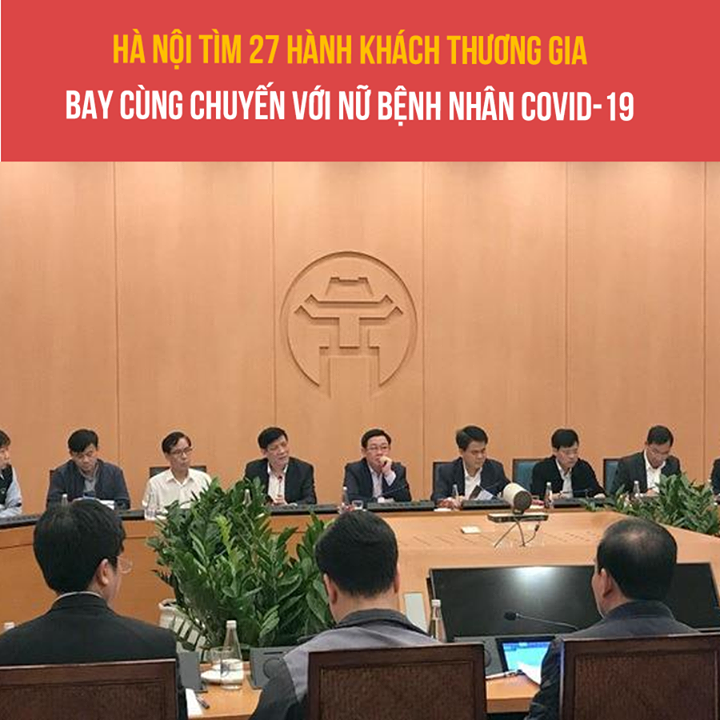 HÀ NỘI TÌM 27 HÀNH KHÁCH THƯƠNG GIA
BAY CÙNG CHUYẾN VỚI NỮ BỆNH NHÂN COVID-19